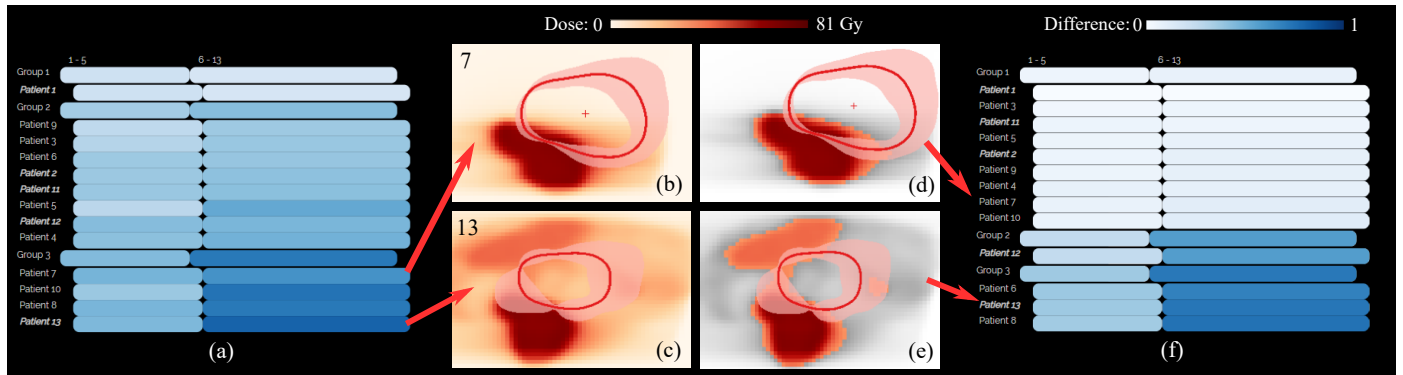 Dose: 0 81 Gy
Difference: 0 1
1 - 5 6 - 13
Group 1
Patient 1
Group 2
Patient 9
Patient 3
Patient 6
Patient 2
Patient 11
Patient 5
Patient 12
Patient 4
Group 3
Patient 7
Patient 10
Patient 8
Patient 13
(a)
7
(b)
(d)
13
(c)
(e)
1 - 5 6 - 13
Group 1
Patient 1
Patient 3
Patient 11
Patient 5
Patient 2
Patient 9
Patient 4
Patient 7
Patient 10
Group 2
Patient 12
Group 3
Patient 6
Patient 13
Patient 8
(f)